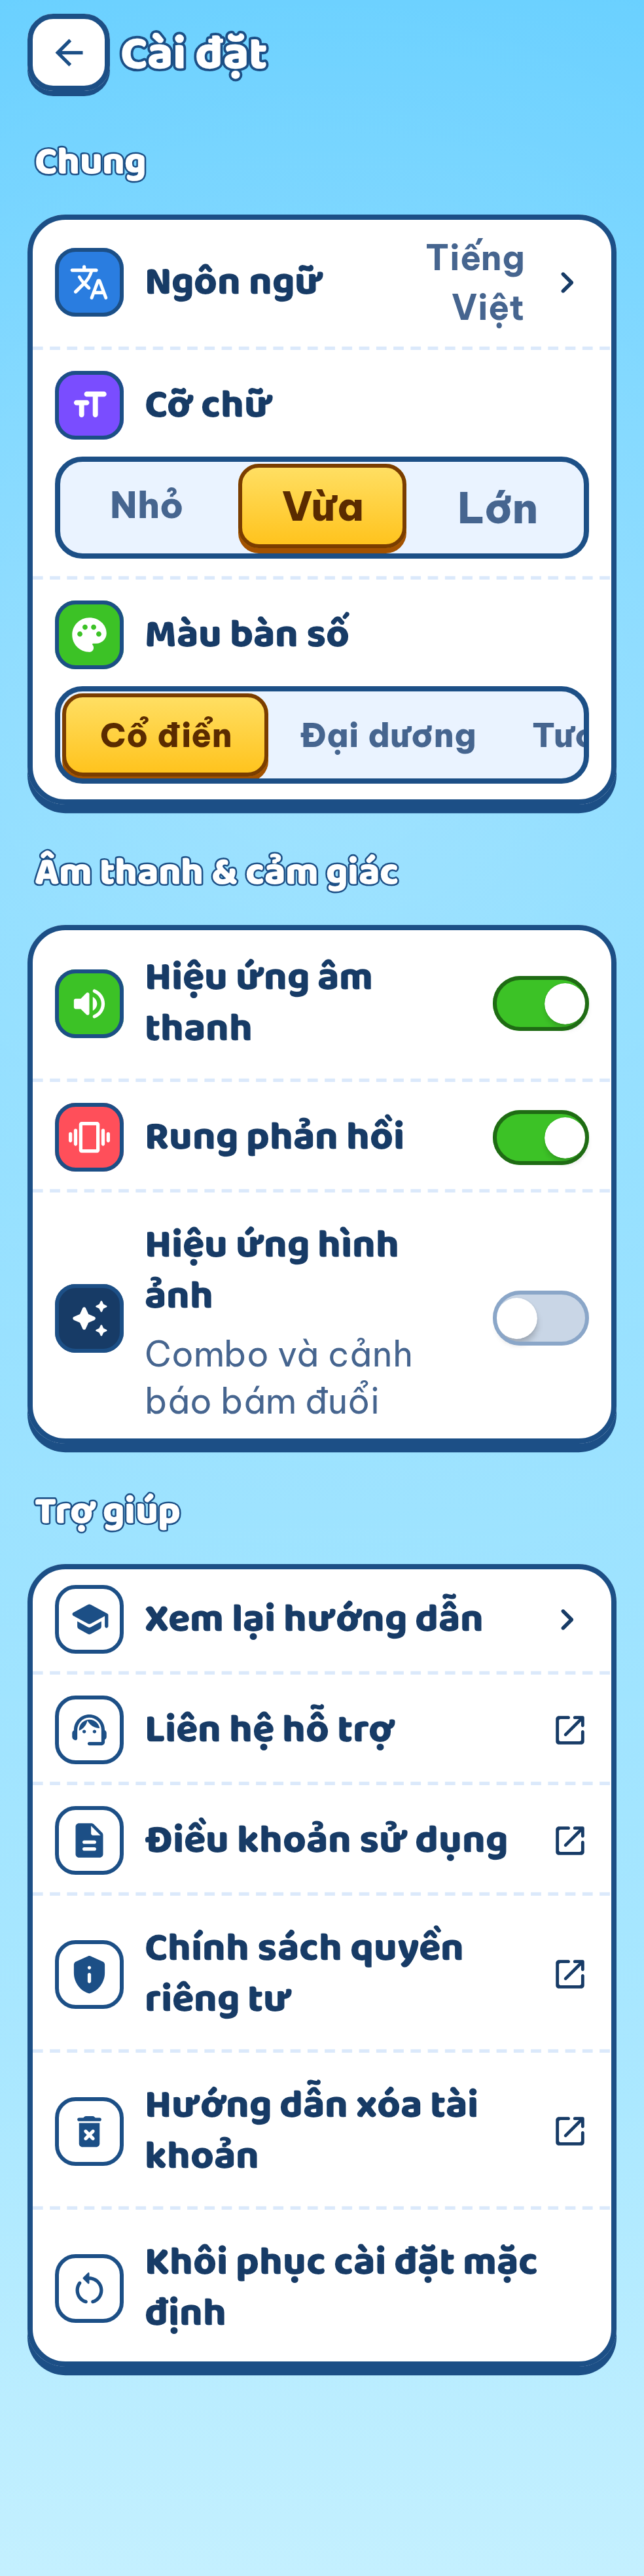 Cài đặt
Chung
Ngôn ngữ
Tiếng
Việt
Cỡ chữ
Nhỏ
Vừa
Lớn
Màu bàn số
Cổ điển
Đại dương
Âm thanh & cảm giác
Hiệu ứng âm
thanh
Rung phản hồi
Hiệu ứng hình
ảnh
Combo và cảnh
báo bám đuổi
Trợ giúp
Xem lại hướng dẫn
Liên hệ hỗ trợ
Điều khoản sử dụng
Chính sách quyền
riêng tư
Hướng dẫn xóa tài
khoản
Khôi phục cài đặt mặc
định